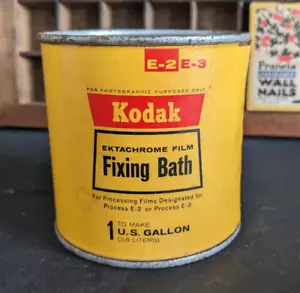 E-2 E-3
FOR PHOTOGRAPHIC PURPOSES ONLY
Kodak
EKTACHROME FILM
Fixing Bath
For Processing Films Designated for
Process E-2 or Process E-3
1 TO MAKE
U.S. GALLON
(3.8 LITERS)
Francis
WALL
NAILS